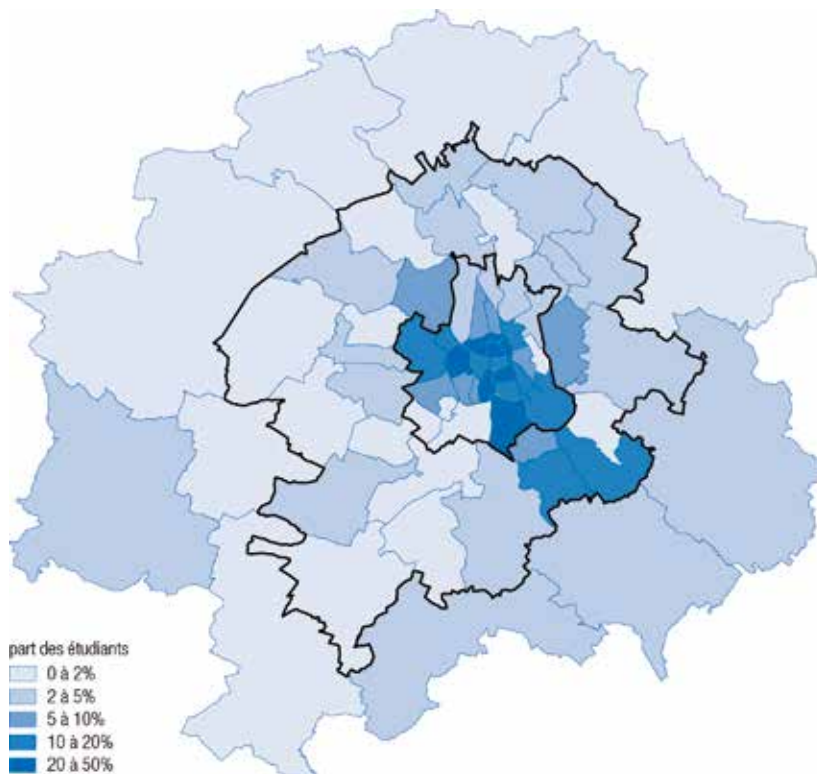 part des étudiants
0 à 2%
2 à 5%
5 à 10%
10 à 20%
20 à 50%